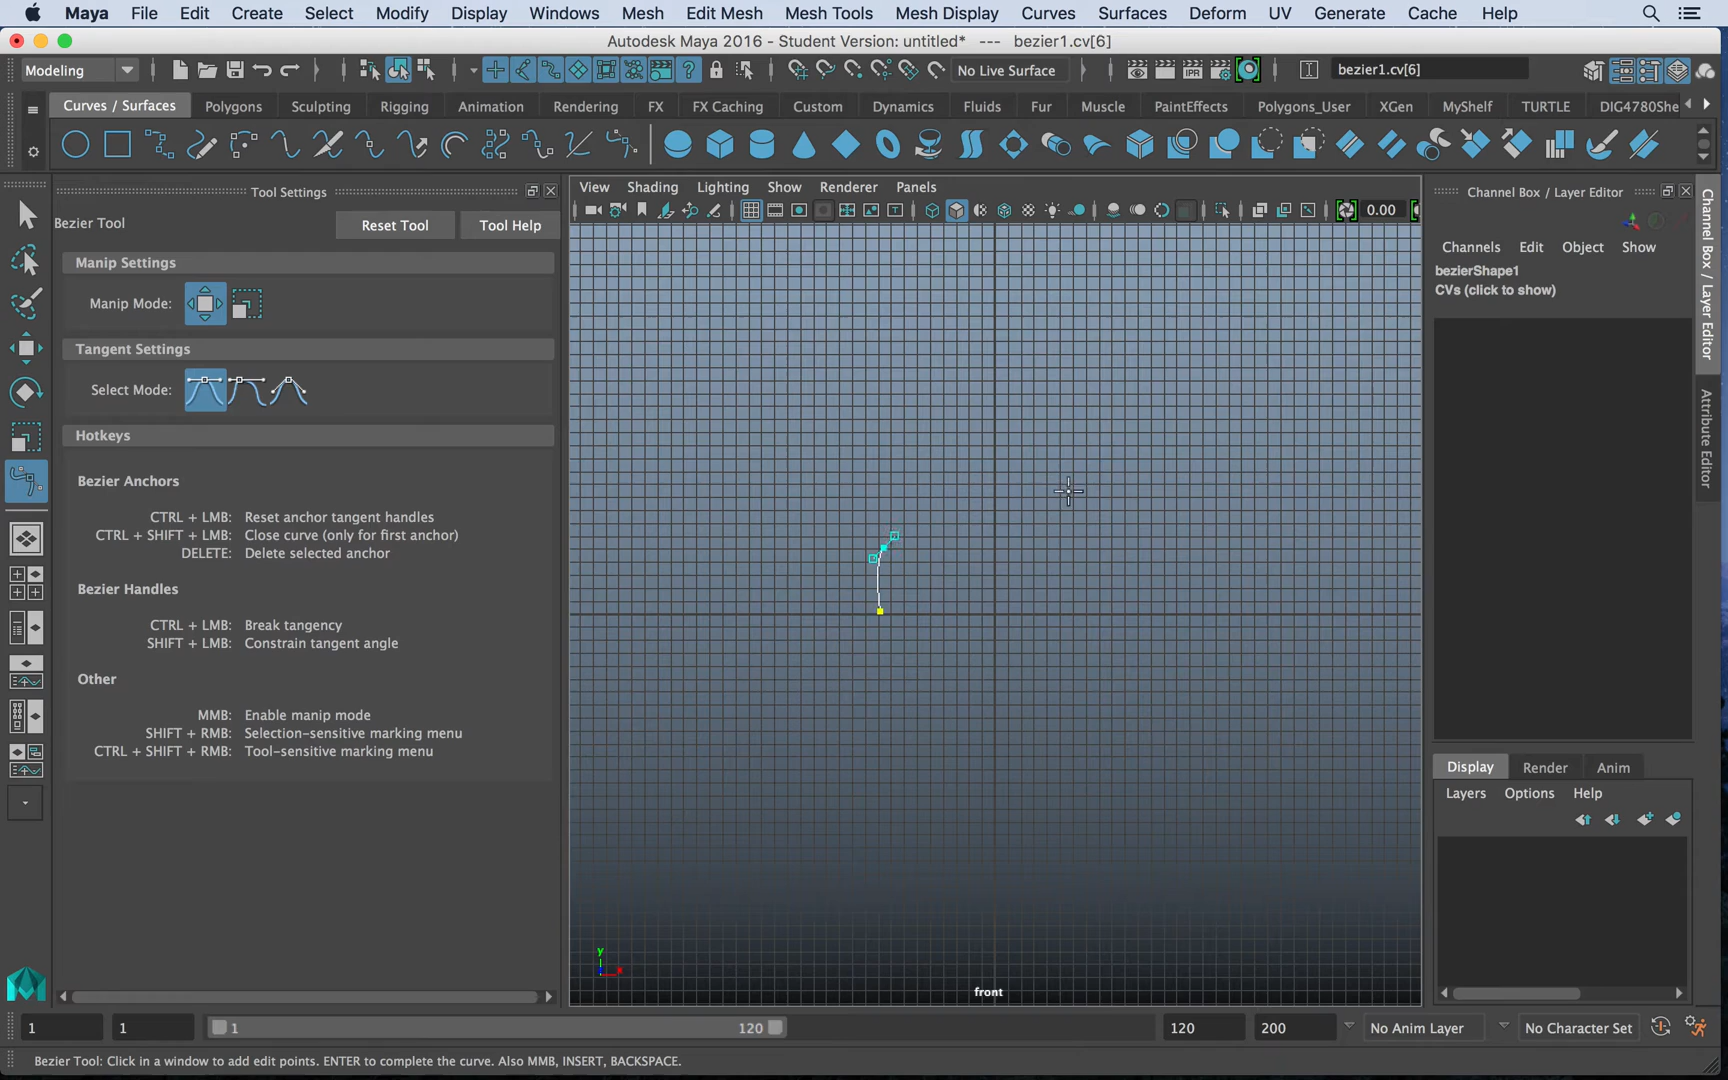 Maya File Edit Create Select Modify Display Windows Mesh Edit Mesh Mesh Tools Mesh Display Curves Surfaces Deform UV Generate Cache Help
Autodesk Maya 2016 - Student Version: untitled* --- bezier1.cv[6]
Modeling No Live Surface IPR bezier1.cv[6]
Curves / Surfaces Polygons Sculpting Rigging Animation Rendering FX FX Caching Custom Dynamics Fluids Fur Muscle PaintEffects Polygons_User XGen MyShelf TURTLE DIG4780She
Tool Settings
View Shading Lighting Show Renderer Panels
Channel Box / Layer Editor
Bezier Tool Reset Tool Tool Help
0.00
Channels Edit Object Show
Manip Settings
bezierShape1
CVs (click to show)
Manip Mode:
Tangent Settings
Select Mode:
Hotkeys
Bezier Anchors
CTRL + LMB: Reset anchor tangent handles
CTRL + SHIFT + LMB: Close curve (only for first anchor)
DELETE: Delete selected anchor
Bezier Handles
CTRL + LMB: Break tangency
SHIFT + LMB: Constrain tangent angle
Other
MMB: Enable manip mode
SHIFT + RMB: Selection-sensitive marking menu
CTRL + SHIFT + RMB: Tool-sensitive marking menu
Channel Box / Layer Editor
Attribute Editor
Display Render Anim
Layers Options Help
y
x
front
1 1 1 120 120 200 No Anim Layer No Character Set
Bezier Tool: Click in a window to add edit points. ENTER to complete the curve. Also MMB, INSERT, BACKSPACE.